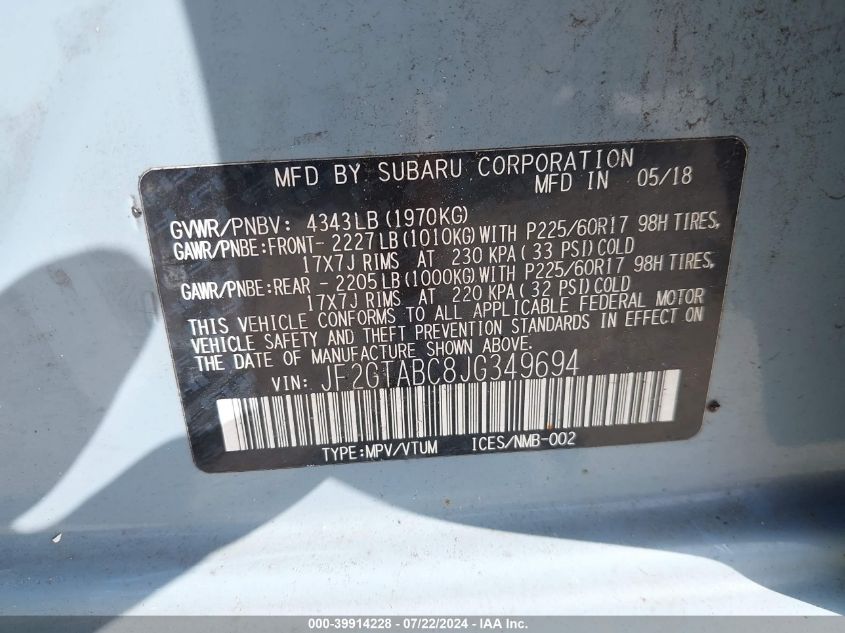 MFD BY SUBARU CORPORATION
MFD IN 05/18
GVWR/PNBV: 4343LB (1970KG)
GAWR/PNBE:FRONT- 2227LB (1010KG) WITH P225/60R17 98H TIRES,
17X7J RIMS AT 230 KPA (33 PSI) COLD
GAWR/PNBE:REAR - 2205LB (1000KG) WITH P225/60R17 98H TIRES,
17X7J RIMS AT 220 KPA (32 PSI) COLD
THIS VEHICLE CONFORMS TO ALL APPLICABLE FEDERAL MOTOR
VEHICLE SAFETY AND THEFT PREVENTION STANDARDS IN EFFECT ON
THE DATE OF MANUFACTURE SHOWN ABOVE.
VIN: JF2GTABC8JG349694
TYPE:MPV/VTUM ICES/NMB-002
000-39914228 - 07/22/2024 - © IAA, Inc.